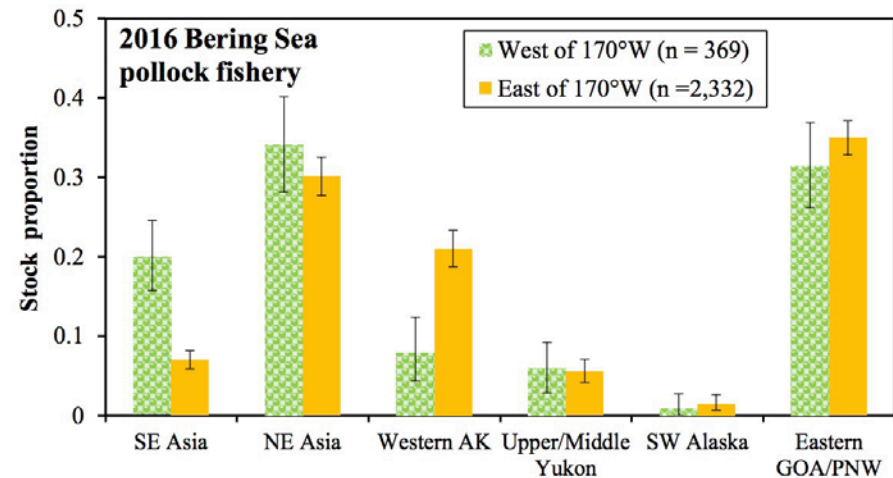 2016 Bering Sea
pollock fishery
West of 170°W (n = 369)
East of 170°W (n =2,332)
Stock proportion
0.5
0.4
0.3
0.2
0.1
0
SE Asia
NE Asia
Western AK
Upper/Middle
Yukon
SW Alaska
Eastern
GOA/PNW